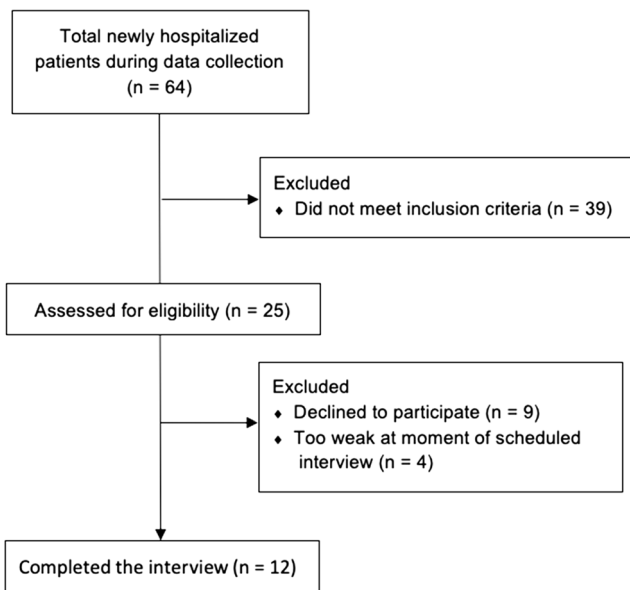 Total newly hospitalized
patients during data collection
(n = 64)
Excluded
♦ Did not meet inclusion criteria (n = 39)
Assessed for eligibility (n = 25)
Excluded
♦ Declined to participate (n = 9)
♦ Too weak at moment of scheduled
interview (n = 4)
Completed the interview (n = 12)